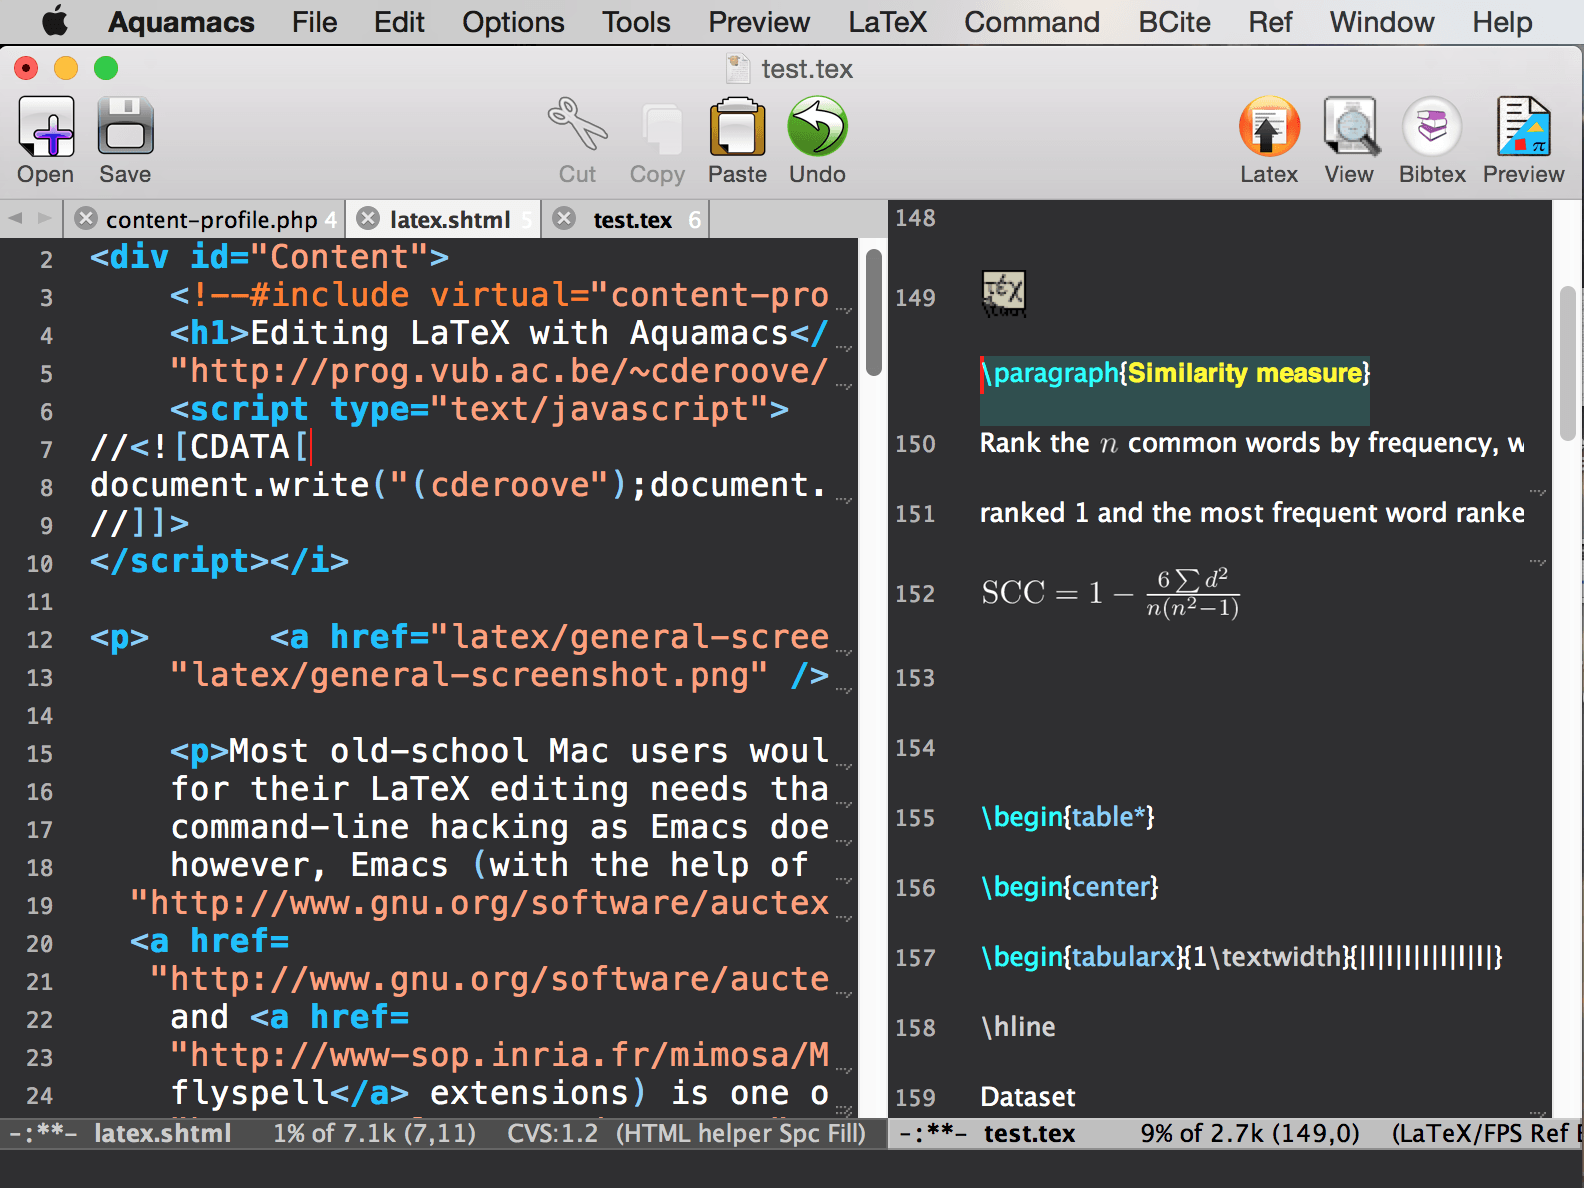 Aquamacs File Edit Options Tools Preview LaTeX Command BCite Ref Window Help
test.tex
Open Save Cut Copy Paste Undo Latex View Bibtex Preview
content-profile.php 4 latex.shtml 5 test.tex 6
2 <div id="Content">
3 <!--#include virtual="content-pro
4 <h1>Editing LaTeX with Aquamacs</
5 "http://prog.vub.ac.be/~cderoove/
6 <script type="text/javascript">
7 //<![CDATA[
8 document.write("(cderoove");document.
9 //]]>
10 </script></i>
11
12 <p> <a href="latex/general-scree
13 "latex/general-screenshot.png" />
14
15 <p>Most old-school Mac users woul
16 for their LaTeX editing needs tha
17 command-line hacking as Emacs doe
18 however, Emacs (with the help of
19 "http://www.gnu.org/software/auctex
20 <a href=
21 "http://www.gnu.org/software/aucte
22 and <a href=
23 "http://www-sop.inria.fr/mimosa/M
24 flyspell</a> extensions) is one o
-:**- latex.shtml 1% of 7.1k (7,11) CVS:1.2 (HTML helper Spc Fill)
148
149 τέχ
\paragraph{Similarity measure}
150 Rank the n common words by frequency, w
151 ranked 1 and the most frequent word ranke
152 SCC = 1 − 6 ∑ d² / n(n²−1)
153
154
155 \begin{table*}
156 \begin{center}
157 \begin{tabularx}{1\textwidth}{|l|l|l|l|l|l|l|}
158 \hline
159 Dataset
-:**- test.tex 9% of 2.7k (149,0) (LaTeX/FPS Ref